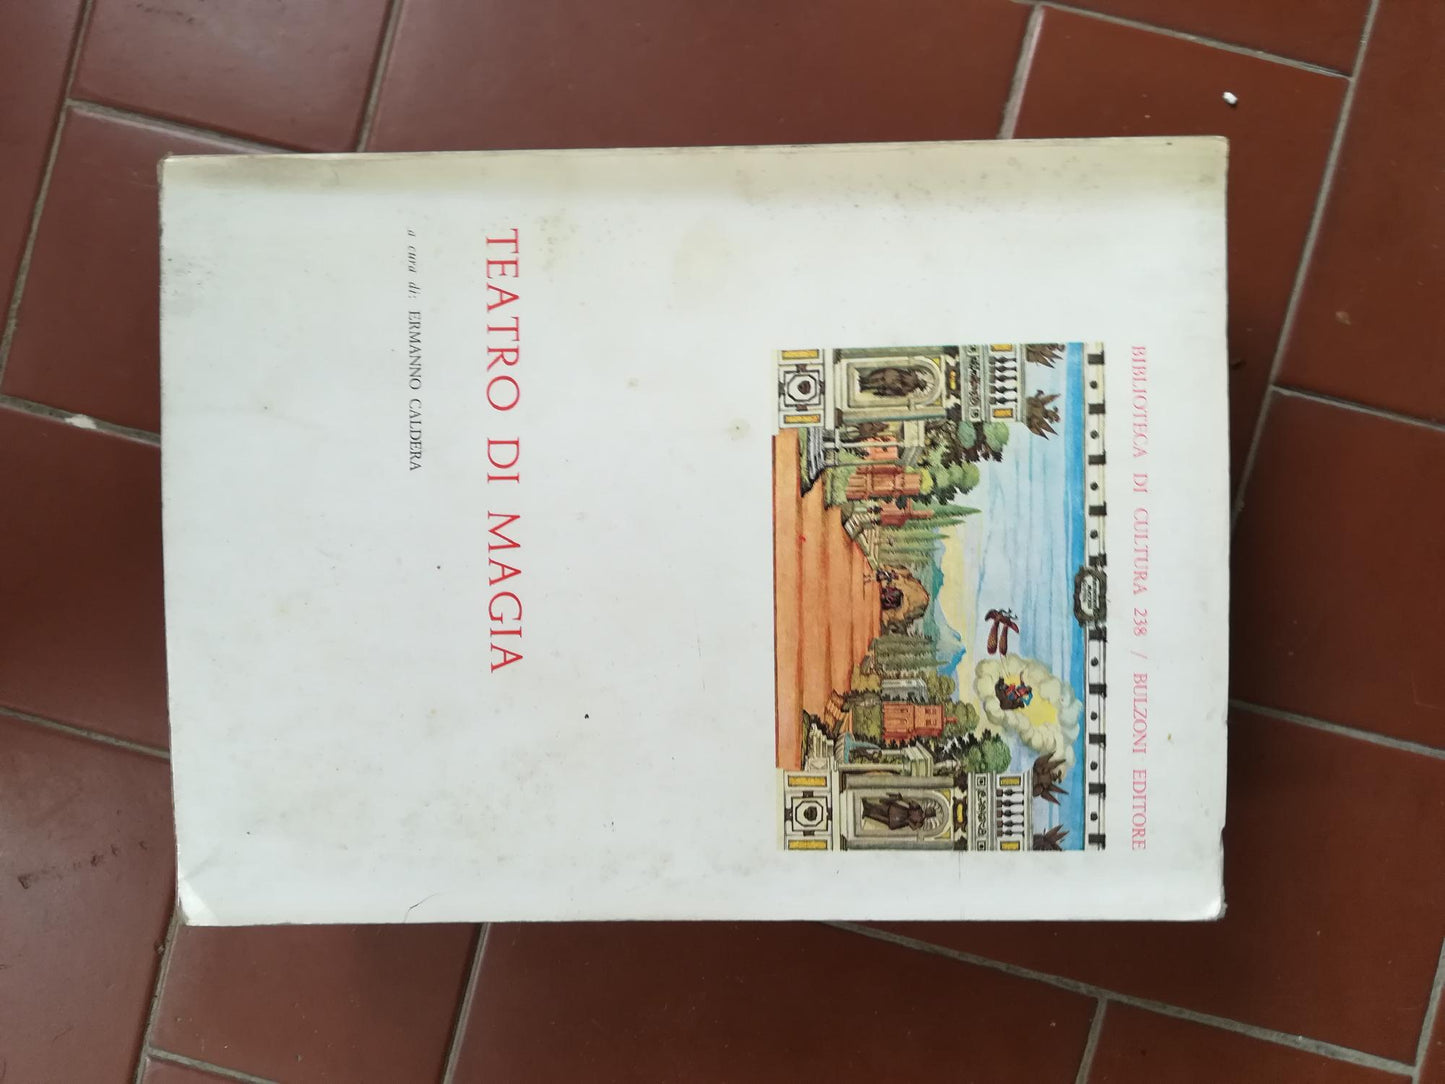 BIBLIOTECA DI CULTURA 238 / BULZONI EDITORE
TEATRO DI MAGIA
a cura di: ERMANNO CALDERA